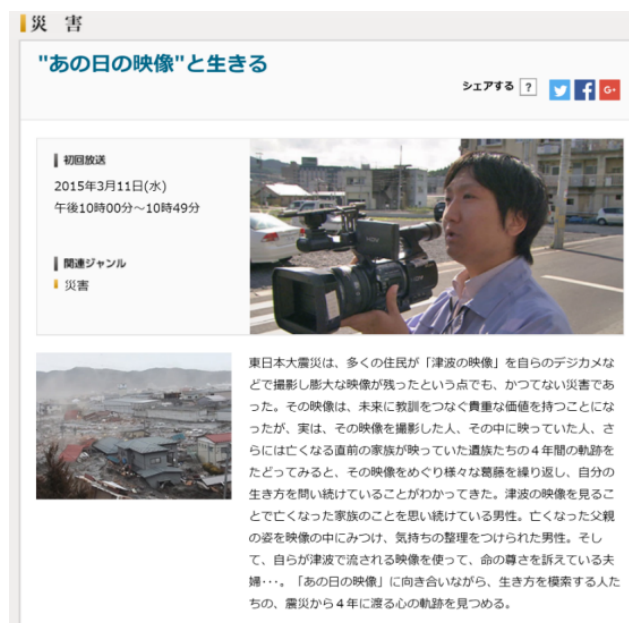 災 害
"あの日の映像"と生きる
シェアする ?
G+
初回放送
2015年3月11日(水)
午後10時00分～10時49分
関連ジャンル
災害
東日本大震災は、多くの住民が「津波の映像」を自らのデジカメな
どで撮影し膨大な映像が残ったという点でも、かつてない災害であ
った。その映像は、未来に教訓をつなぐ貴重な価値を持つことにな
ったが、実は、その映像を撮影した人、その中に映っていた人、さ
らには亡くなる直前の家族が映っていた遺族たちの４年間の軌跡を
たどってみると、その映像をめぐり様々な葛藤を繰り返し、自分の
生き方を問い続けていることがわかってきた。津波の映像を見るこ
とで亡くなった家族のことを思い続けている男性。亡くなった父親
の姿を映像の中にみつけ、気持ちの整理をつけられた男性。そし
て、自らが津波で流される映像を使って、命の尊さを訴えている夫
婦･･･。「あの日の映像」に向き合いながら、生き方を模索する人た
ちの、震災から４年に渡る心の軌跡を見つめる。